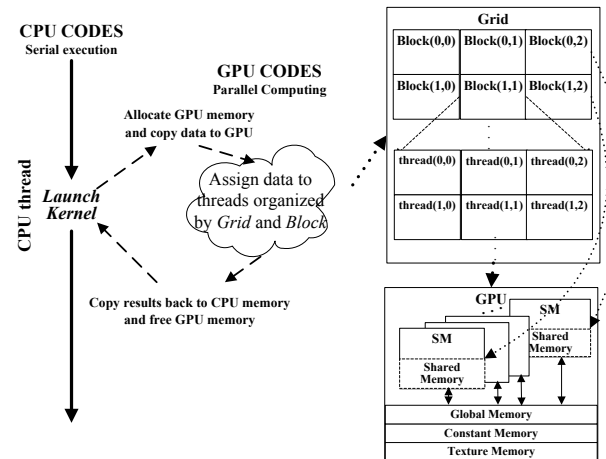 CPU CODES
Serial execution
GPU CODES
Parallel Computing
Allocate GPU memory
and copy data to GPU
CPU thread
Launch
Kernel
Assign data to
threads organized
by Grid and Block
Copy results back to CPU memory
and free GPU memory
Grid
Block(0,0) Block(0,1) Block(0,2)
Block(1,0) Block(1,1) Block(1,2)
thread(0,0) thread(0,1) thread(0,2)
thread(1,0) thread(1,1) thread(1,2)
GPU
SM
Shared
Memory
SM
Shared
Memory
Global Memory
Constant Memory
Texture Memory